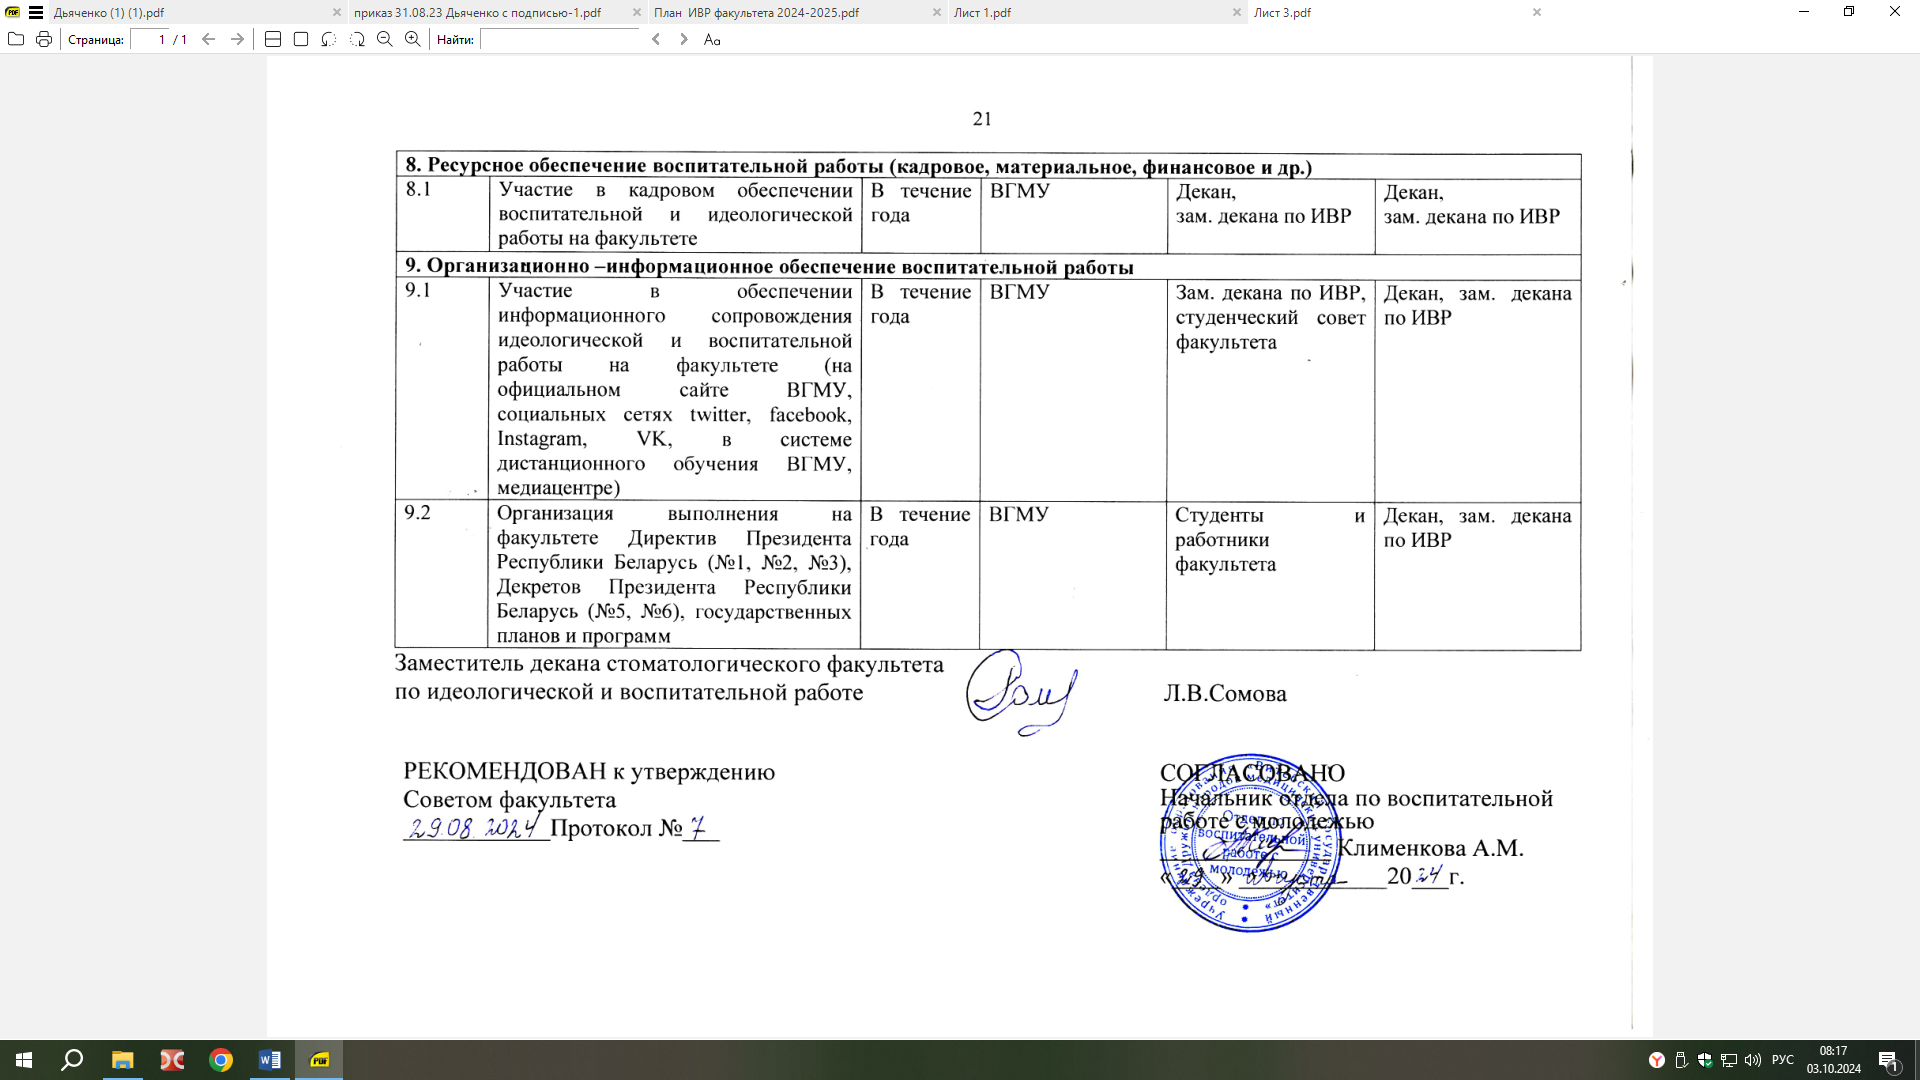 Дьяченко (1) (1).pdf
приказ 31.08.23 Дьяченко с подписью-1.pdf
План ИВР факультета 2024-2025.pdf
Лист 1.pdf
Лист 3.pdf
Страница: 1 / 1
Найти:
21
8. Ресурсное обеспечение воспитательной работы (кадровое, материальное, финансовое и др.)
8.1
Участие в кадровом обеспечении
воспитательной и идеологической
работы на факультете
В течение
года
ВГМУ
Декан,
зам. декана по ИВР
Декан,
зам. декана по ИВР
9. Организационно –информационное обеспечение воспитательной работы
9.1
Участие в обеспечении
информационного сопровождения
идеологической и воспитательной
работы на факультете (на
официальном сайте ВГМУ,
социальных сетях twitter, facebook,
Instagram, VK, в системе
дистанционного обучения ВГМУ,
медиацентре)
В течение
года
ВГМУ
Зам. декана по ИВР,
студенческий совет
факультета
Декан, зам. декана
по ИВР
9.2
Организация выполнения на
факультете Директив Президента
Республики Беларусь (№1, №2, №3),
Декретов Президента Республики
Беларусь (№5, №6), государственных
планов и программ
В течение
года
ВГМУ
Студенты и
работники
факультета
Декан, зам. декана
по ИВР
Заместитель декана стоматологического факультета
по идеологической и воспитательной работе
Л.В.Сомова
РЕКОМЕНДОВАН к утверждению
Советом факультета
29.08 2024 Протокол № 7
СОГЛАСОВАНО
Начальник отдела по воспитательной
работе с молодежью
Клименкова А.М.
«29» августа 2024 г.
Отдел по
воспитательной
работе с
молодежью
РУС
08:17
03.10.2024
1